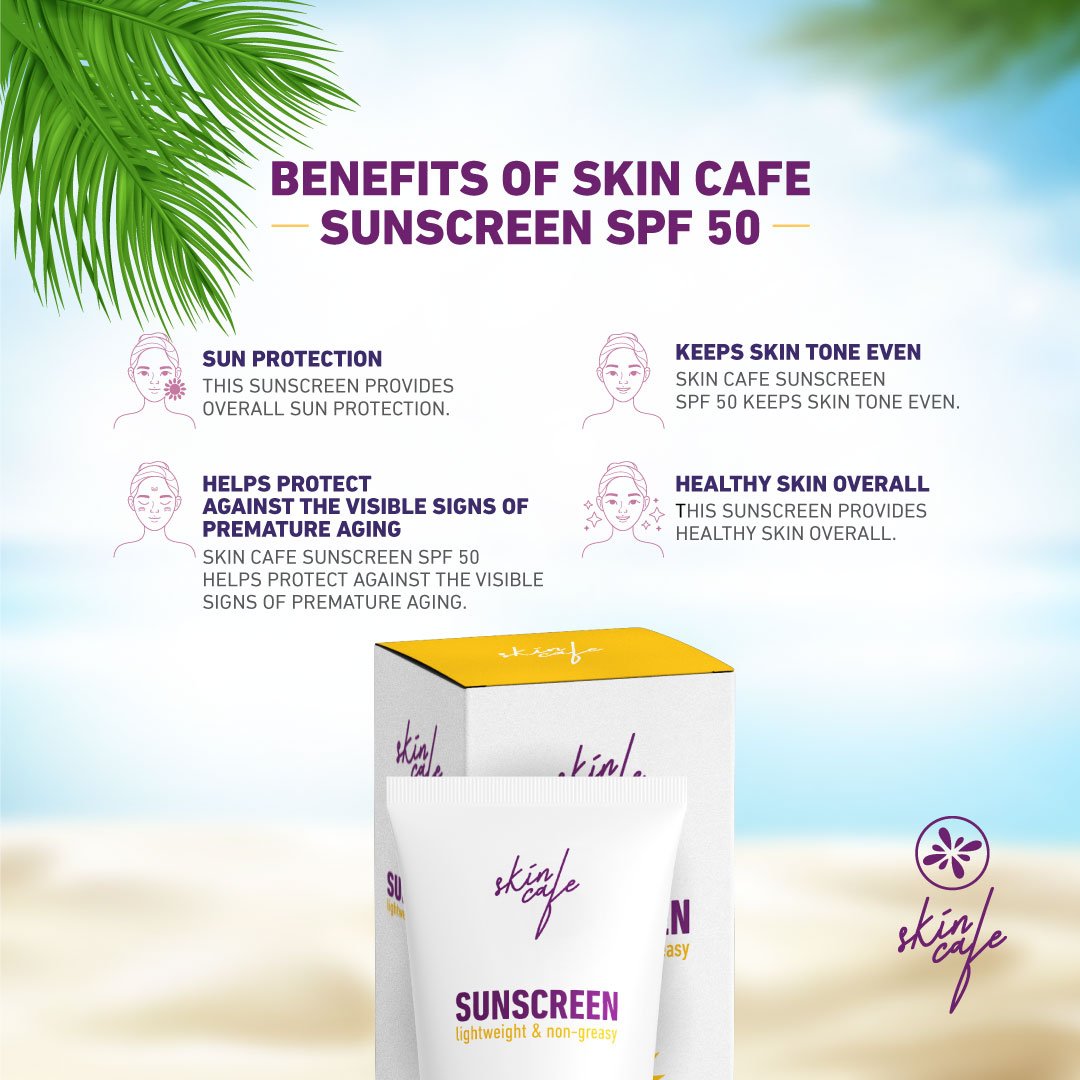 BENEFITS OF SKIN CAFE
SUNSCREEN SPF 50
SUN PROTECTION
THIS SUNSCREEN PROVIDES
OVERALL SUN PROTECTION.
KEEPS SKIN TONE EVEN
SKIN CAFE SUNSCREEN
SPF 50 KEEPS SKIN TONE EVEN.
HELPS PROTECT
AGAINST THE VISIBLE SIGNS OF
PREMATURE AGING
SKIN CAFE SUNSCREEN SPF 50
HELPS PROTECT AGAINST THE VISIBLE
SIGNS OF PREMATURE AGING.
HEALTHY SKIN OVERALL
THIS SUNSCREEN PROVIDES
HEALTHY SKIN OVERALL.
skin
cafe
skin
cafe
skin
skin
cafe
SUNSCREEN
lightweight & non-greasy
skin
cafe